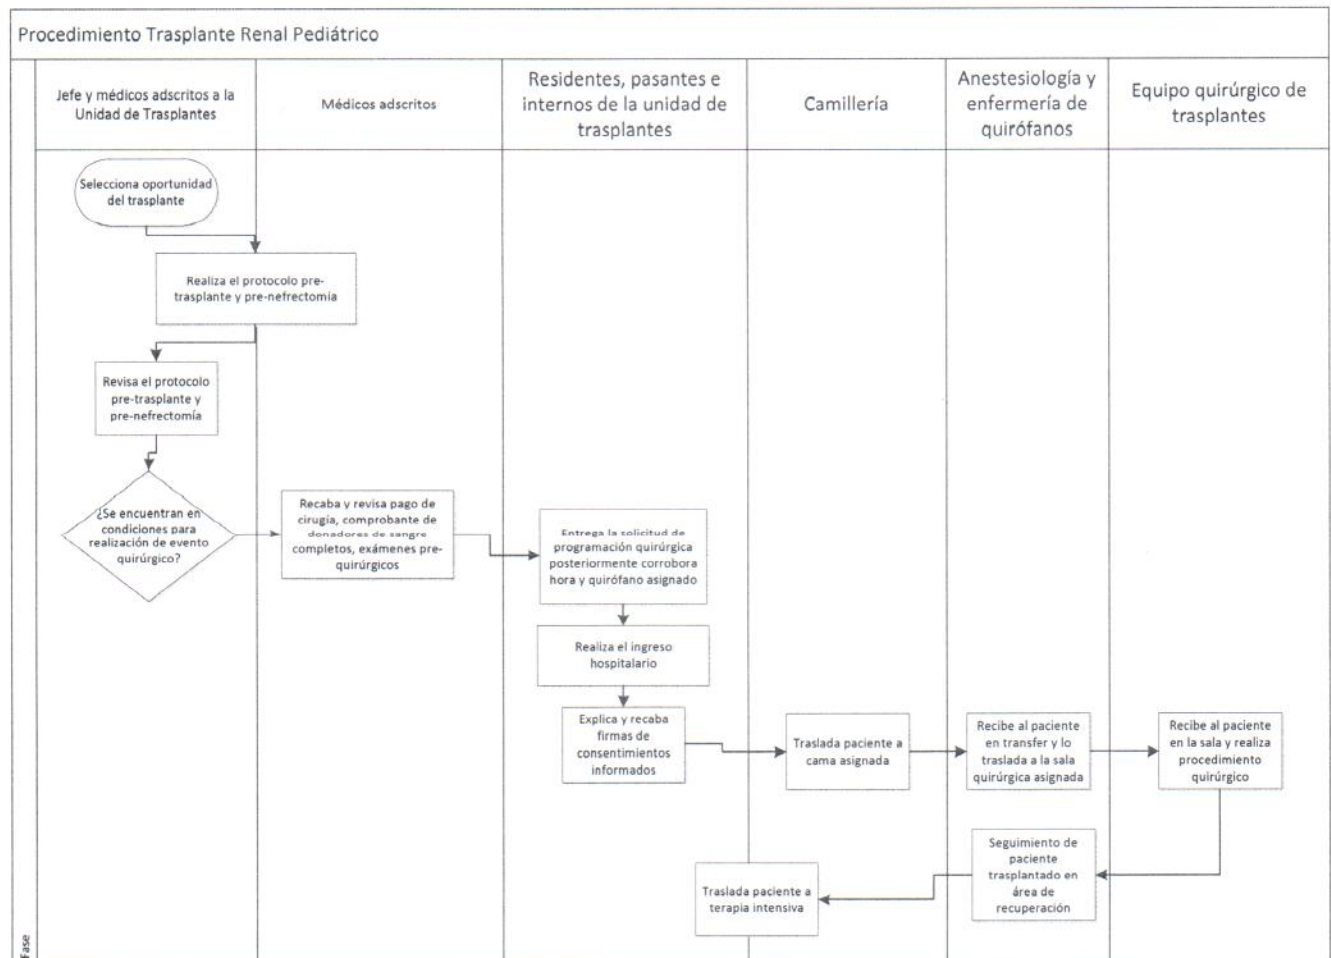 Procedimiento Trasplante Renal Pediátrico
Jefe y médicos adscritos a la
Unidad de Trasplantes
Médicos adscritos
Residentes, pasantes e
internos de la unidad de
trasplantes
Camillería
Anestesiología y
enfermería de
quirófanos
Equipo quirúrgico de
trasplantes
Selecciona oportunidad
del trasplante
Realiza el protocolo pre-
trasplante y pre-nefrectomía
Revisa el protocolo
pre-trasplante y
pre-nefrectomía
¿Se encuentran en
condiciones para
realización de evento
quirúrgico?
Recaba y revisa pago de
cirugía, comprobante de
donadores de sangre
completos, exámenes pre-
quirúrgicos
Entrega la solicitud de
programación quirúrgica
posteriormente corrobora
hora y quirófano asignado
Realiza el ingreso
hospitalario
Explica y recaba
firmas de
consentimientos
informados
Traslada paciente a
cama asignada
Recibe al paciente
en transfer y lo
traslada a la sala
quirúrgica asignada
Recibe al paciente
en la sala y realiza
procedimiento
quirúrgico
Seguimiento de
paciente
trasplantado en
área de
recuperación
Traslada paciente a
terapia intensiva
Fase